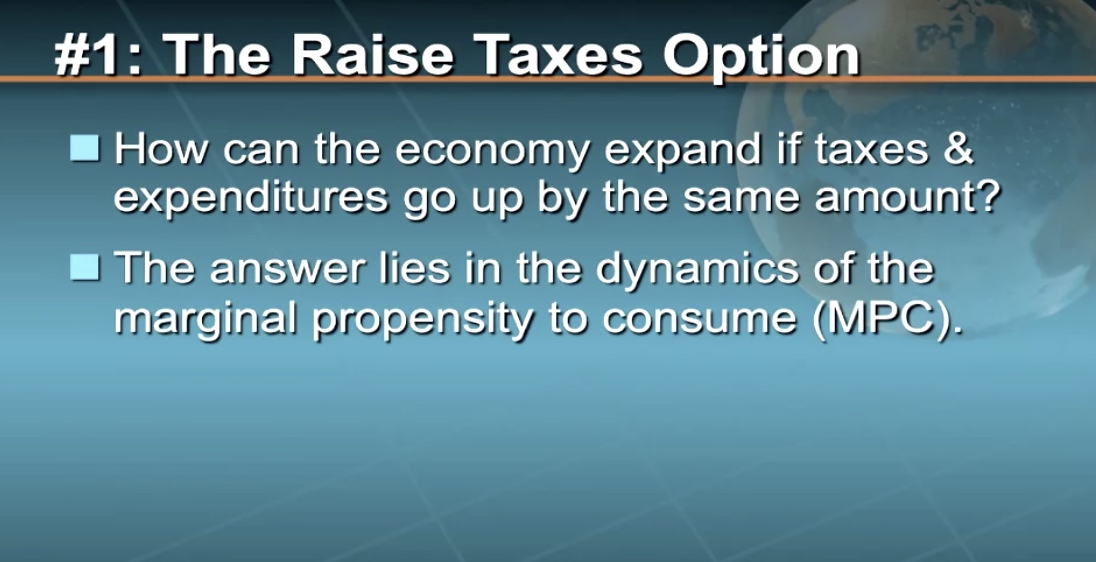 #1: The Raise Taxes Option
How can the economy expand if taxes &
expenditures go up by the same amount?
The answer lies in the dynamics of the
marginal propensity to consume (MPC).